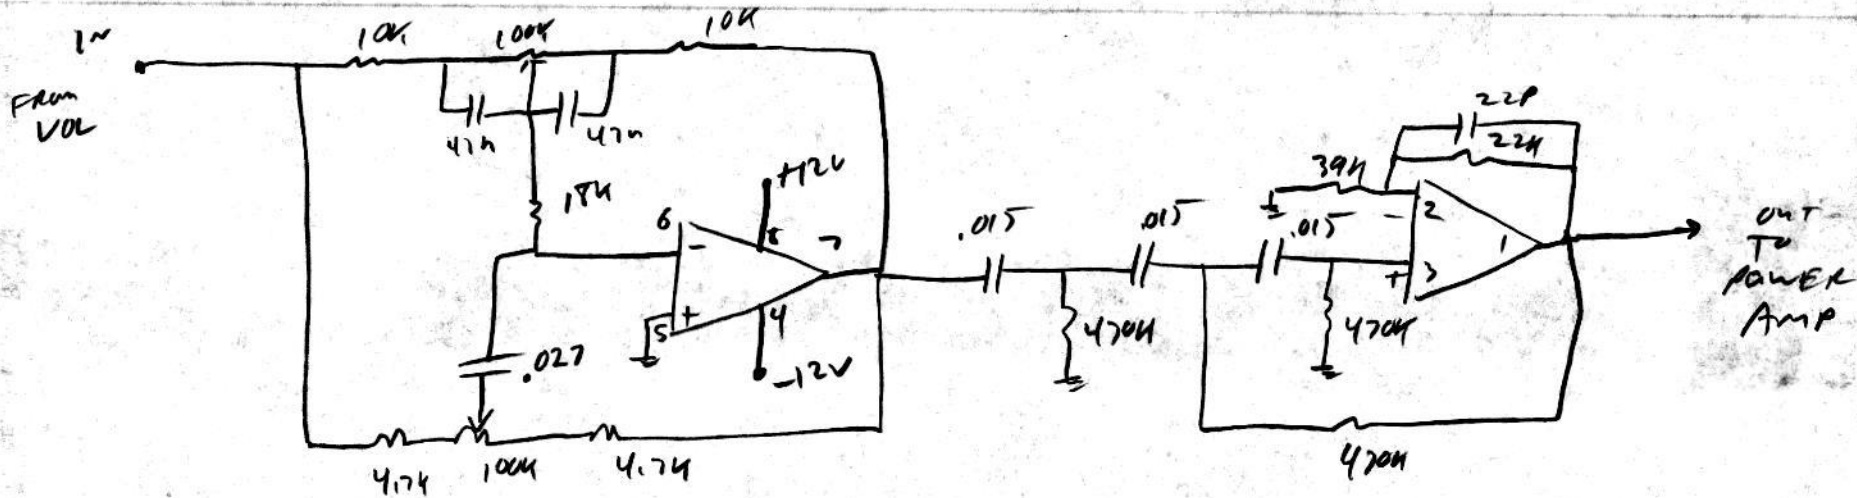 IN
FROM
VOL
10K
100K
10K
47n
47n
18K
+12V
6
-
8
7
5
+
4
-12V
.027
4.7K
100K
4.7K
.015
.015
.015
470K
470K
470K
39K
22P
22K
-
2
1
+
3
OUT
TO
POWER
AMP